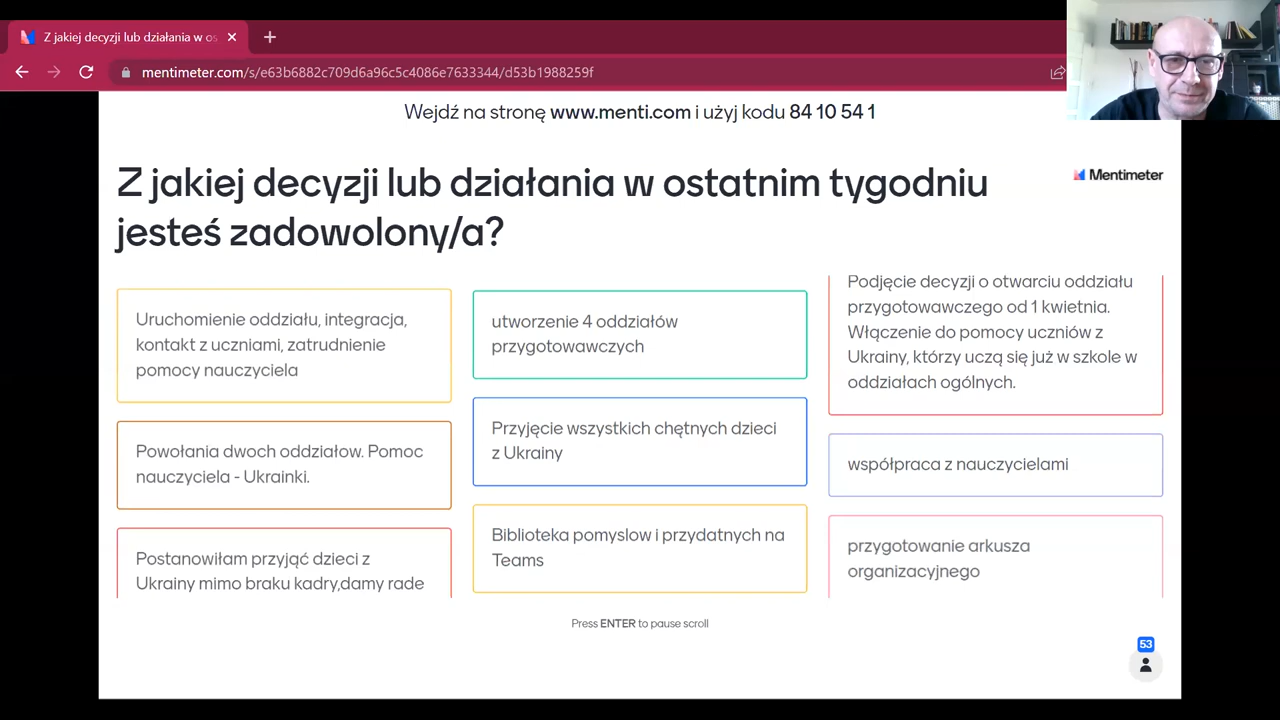 Z jakiej decyzji lub działania w os
mentimeter.com/s/e63b6882c709d6a96c5c4086e7633344/d53b1988259f
Wejdź na stronę www.menti.com i użyj kodu 84 10 54 1
Z jakiej decyzji lub działania w ostatnim tygodniu
jesteś zadowolony/a?
Mentimeter
Uruchomienie oddziału, integracja,
kontakt z uczniami, zatrudnienie
pomocy nauczyciela
Powołania dwoch oddziałow. Pomoc
nauczyciela - Ukrainki.
Postanowiłam przyjąć dzieci z
Ukrainy mimo braku kadry,damy rade
utworzenie 4 oddziałów
przygotowawczych
Przyjęcie wszystkich chętnych dzieci
z Ukrainy
Biblioteka pomyslow i przydatnych na
Teams
Podjęcie decyzji o otwarciu oddziału
przygotowawczego od 1 kwietnia.
Włączenie do pomocy uczniów z
Ukrainy, którzy uczą się już w szkole w
oddziałach ogólnych.
współpraca z nauczycielami
przygotowanie arkusza
organizacyjnego
Press ENTER to pause scroll
53